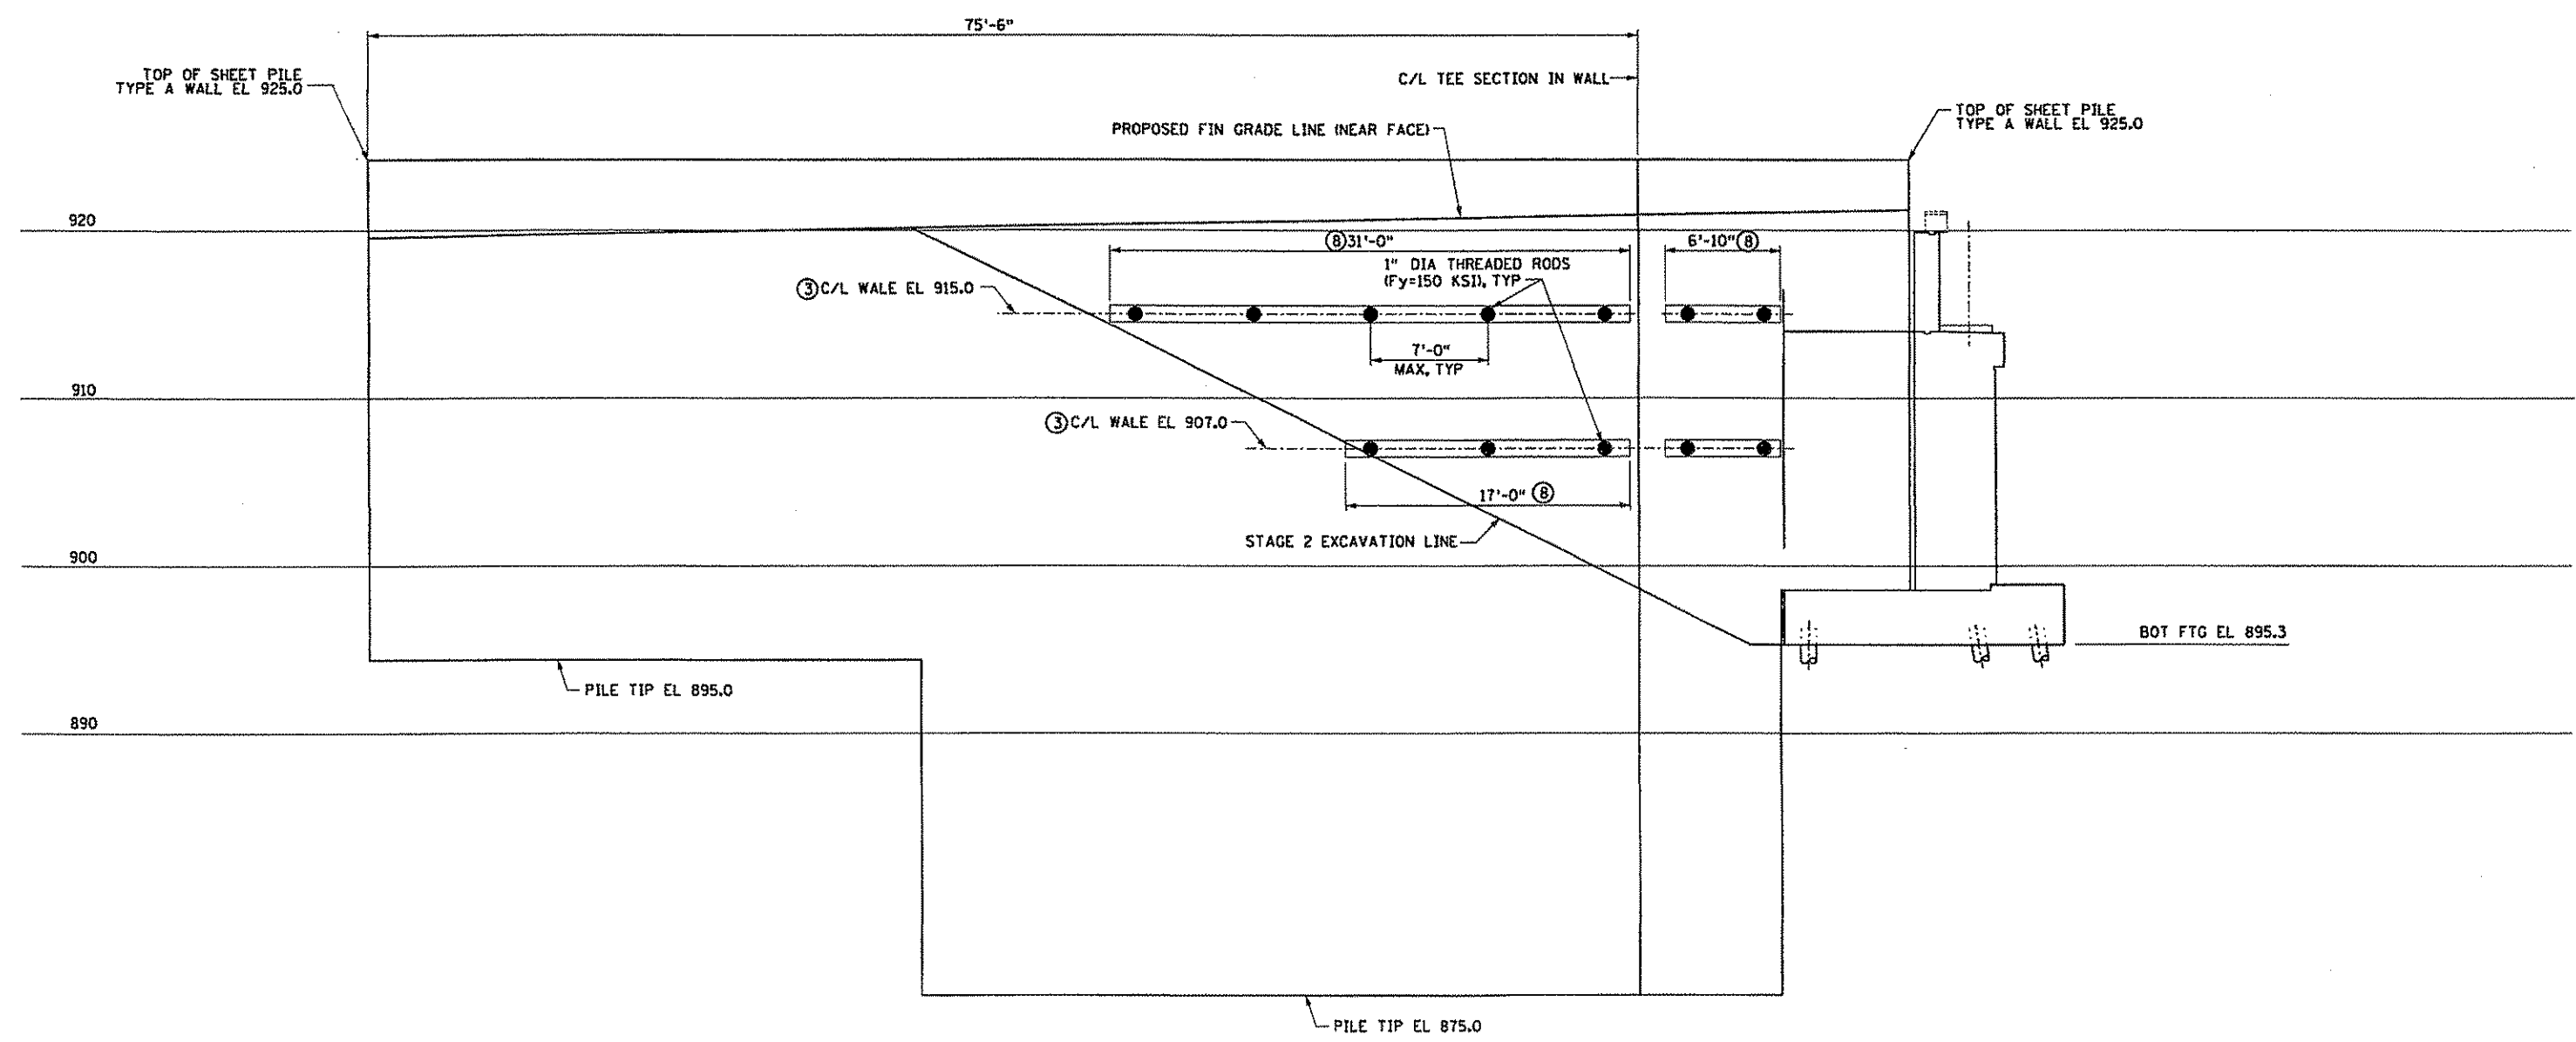 75'-6"
TOP OF SHEET PILE
TYPE A WALL EL 925.0
C/L TEE SECTION IN WALL
TOP OF SHEET PILE
TYPE A WALL EL 925.0
PROPOSED FIN GRADE LINE (NEAR FACE)
920
⑧31'-0"
6'-10"⑧
1" DIA THREADED RODS
(Fy=150 KSI), TYP
③C/L WALE EL 915.0
7'-0"
MAX, TYP
910
③C/L WALE EL 907.0
17'-0" ⑧
STAGE 2 EXCAVATION LINE
900
BOT FTG EL 895.3
PILE TIP EL 895.0
890
PILE TIP EL 875.0